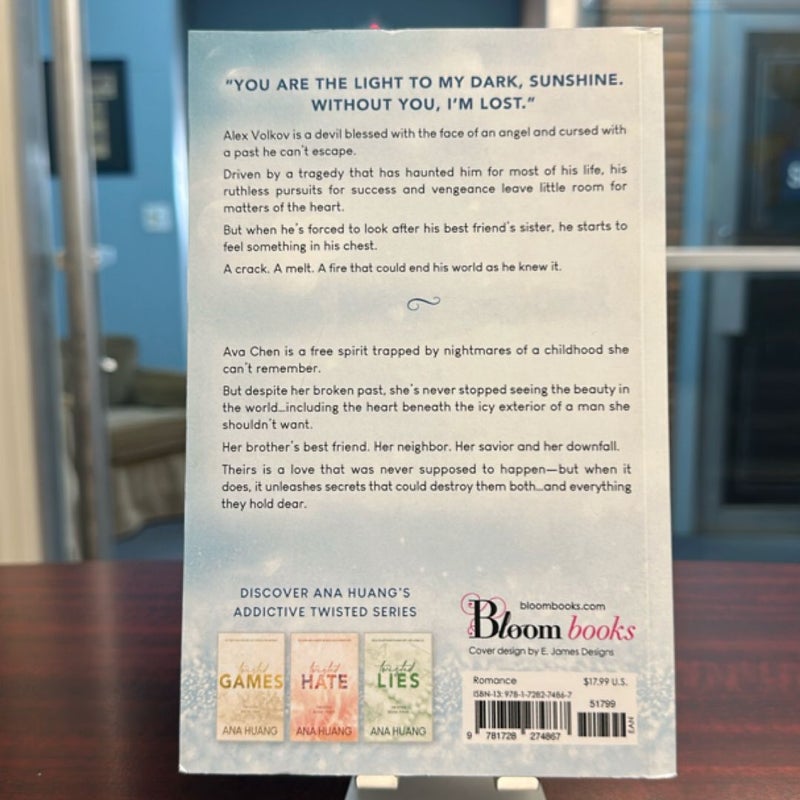 "YOU ARE THE LIGHT TO MY DARK, SUNSHINE.
WITHOUT YOU, I'M LOST."
Alex Volkov is a devil blessed with the face of an angel and cursed with
a past he can't escape.
Driven by a tragedy that has haunted him for most of his life, his
ruthless pursuits for success and vengeance leave little room for
matters of the heart.
But when he's forced to look after his best friend's sister, he starts to
feel something in his chest.
A crack. A melt. A fire that could end his world as he knew it.
Ava Chen is a free spirit trapped by nightmares of a childhood she
can't remember.
But despite her broken past, she's never stopped seeing the beauty in
the world...including the heart beneath the icy exterior of a man she
shouldn't want.
Her brother's best friend. Her neighbor. Her savior and her downfall.
Theirs is a love that was never supposed to happen—but when it
does, it unleashes secrets that could destroy them both...and everything
they hold dear.
DISCOVER ANA HUANG'S
ADDICTIVE TWISTED SERIES
twisted
GAMES
ANA HUANG
twisted
HATE
ANA HUANG
twisted
LIES
ANA HUANG
bloombooks.com
Bloom books
Cover design by E. James Designs
Romance $17.99 U.S.
ISBN-13: 978-1-7282-7486-7
51799
EAN
9 781728 274867